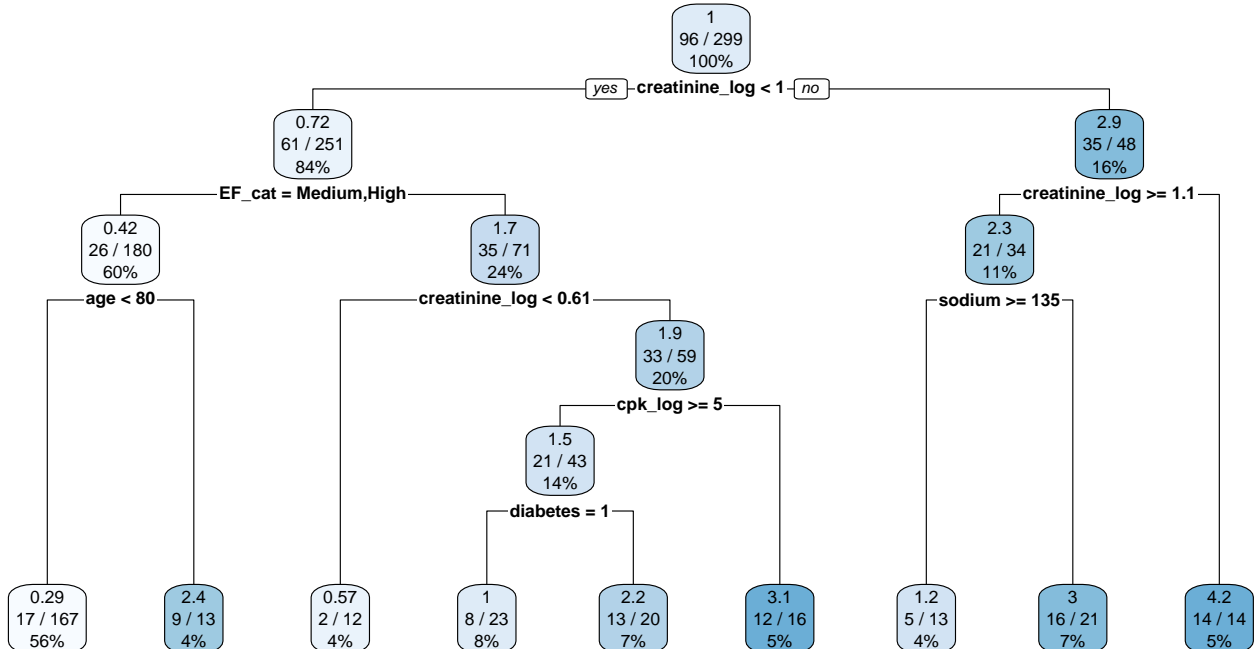 1
96 / 299
100%
yes creatinine_log < 1 no
0.72
61 / 251
84%
2.9
35 / 48
16%
EF_cat = Medium,High
creatinine_log >= 1.1
0.42
26 / 180
60%
1.7
35 / 71
24%
2.3
21 / 34
11%
age < 80
creatinine_log < 0.61
sodium >= 135
1.9
33 / 59
20%
cpk_log >= 5
1.5
21 / 43
14%
diabetes = 1
0.29
17 / 167
56%
2.4
9 / 13
4%
0.57
2 / 12
4%
1
8 / 23
8%
2.2
13 / 20
7%
3.1
12 / 16
5%
1.2
5 / 13
4%
3
16 / 21
7%
4.2
14 / 14
5%